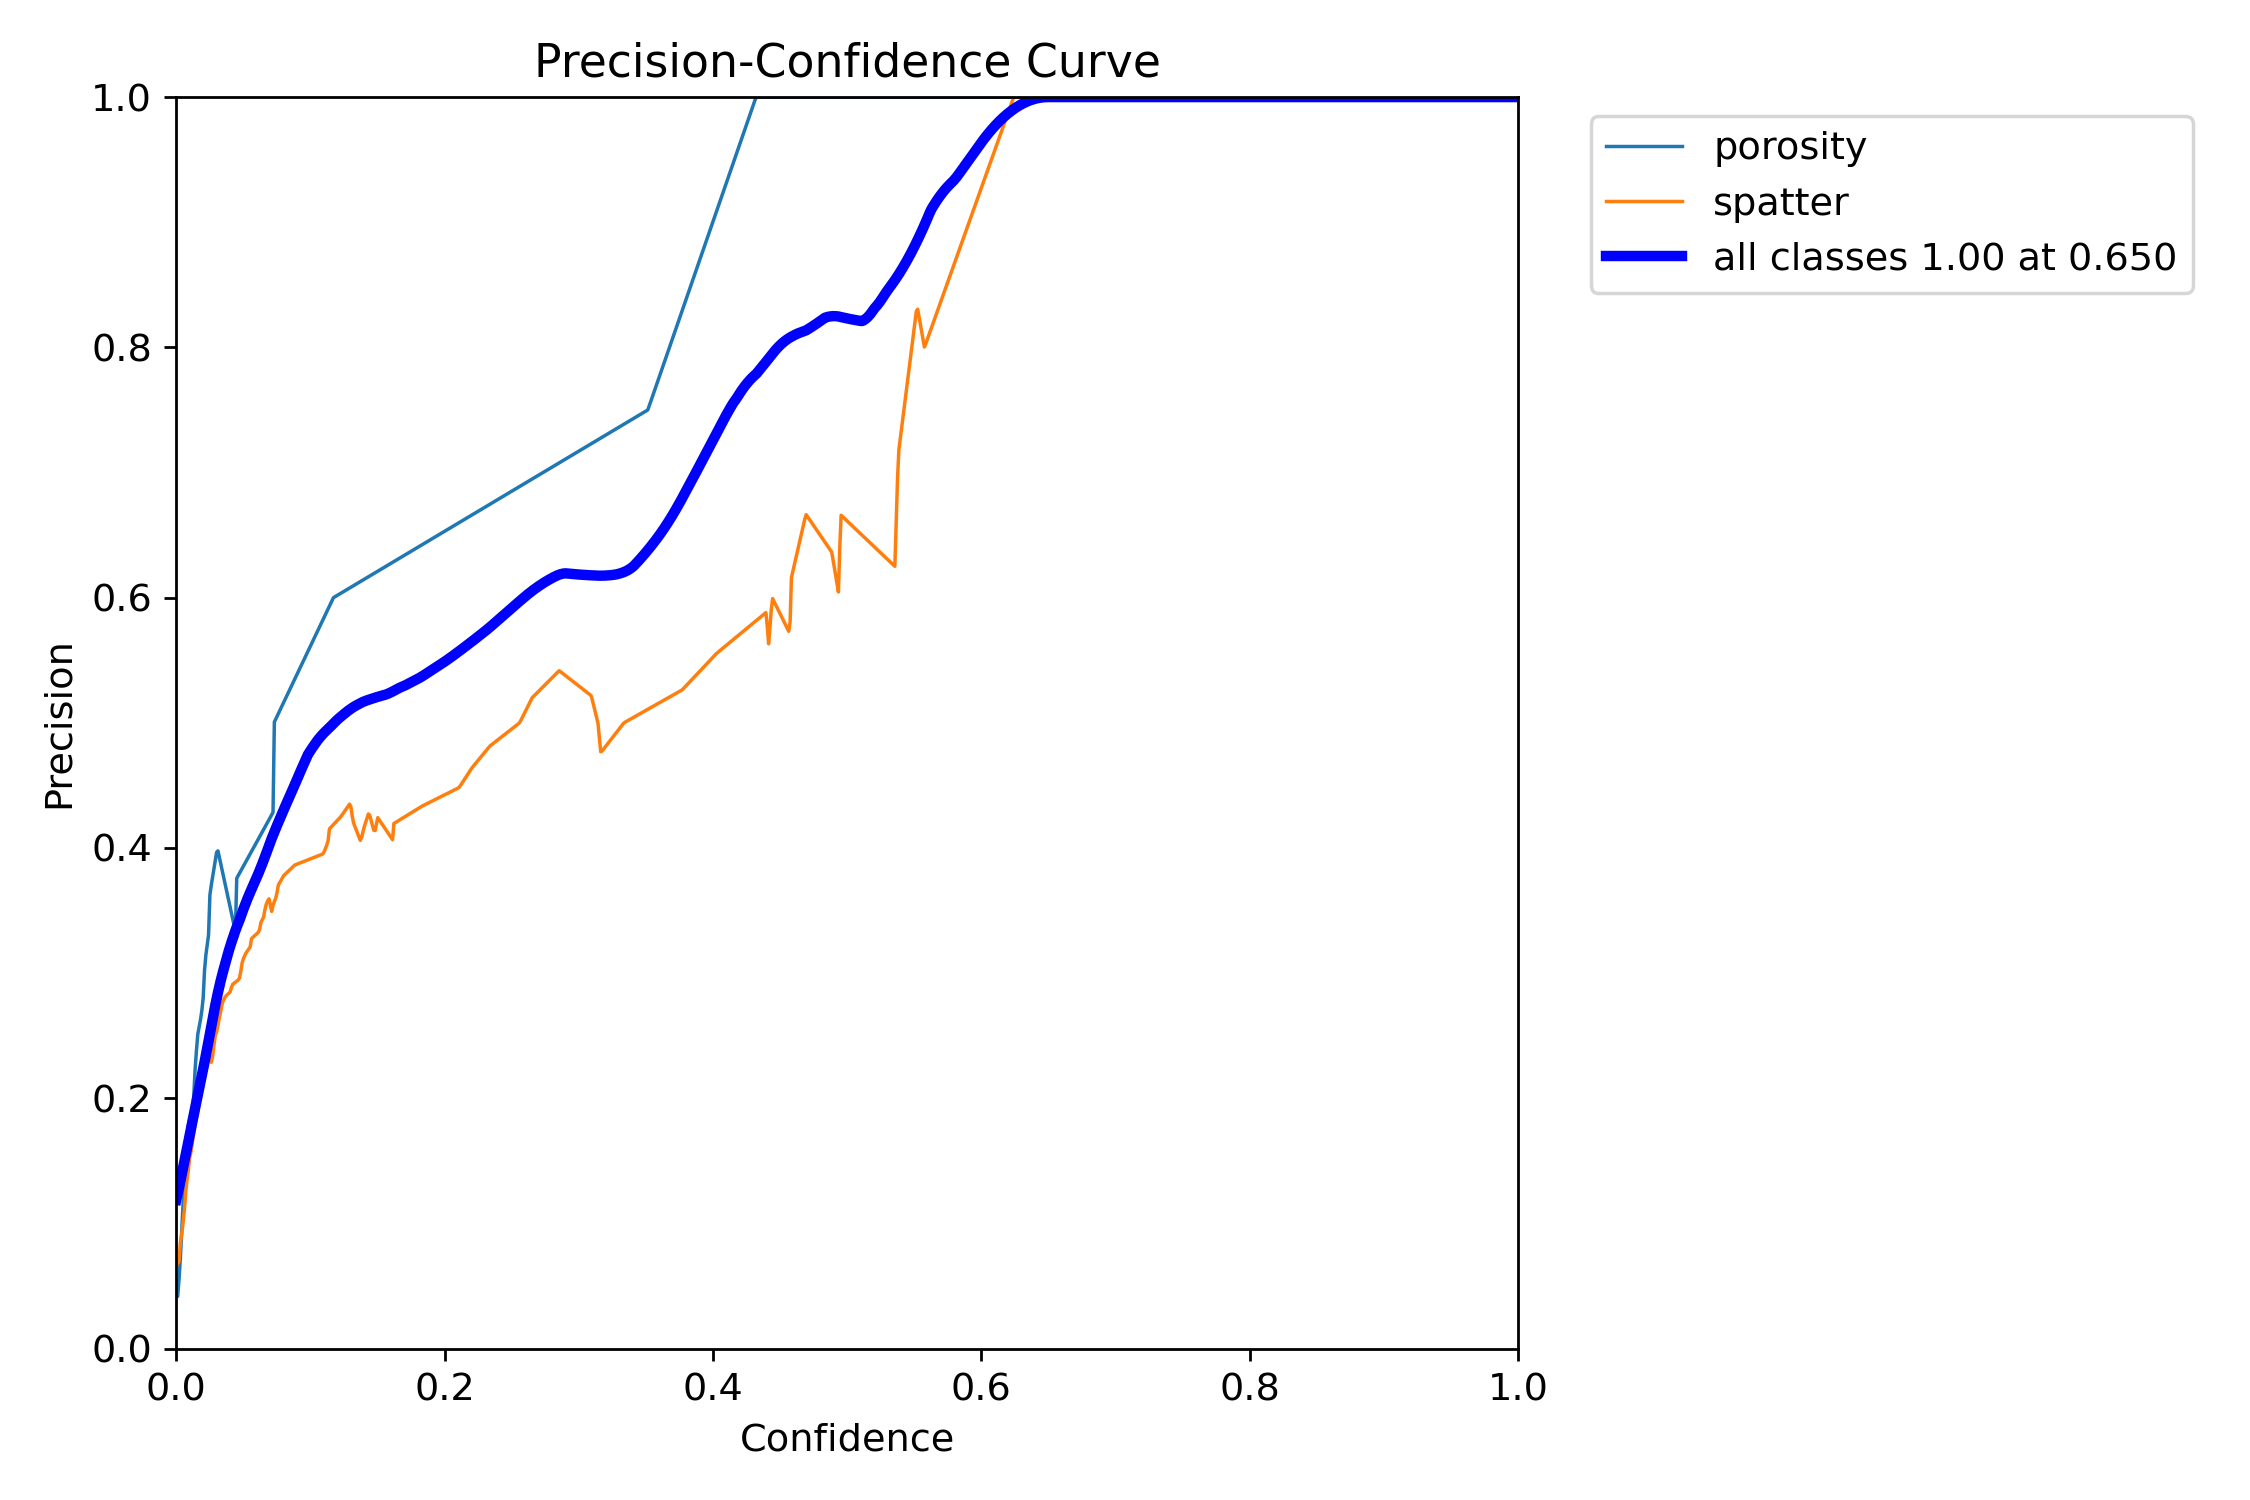 Precision-Confidence Curve
1.0
0.8
0.6
0.4
0.2
0.0
Precision
0.0 0.2 0.4 0.6 0.8 1.0
Confidence
porosity
spatter
all classes 1.00 at 0.650